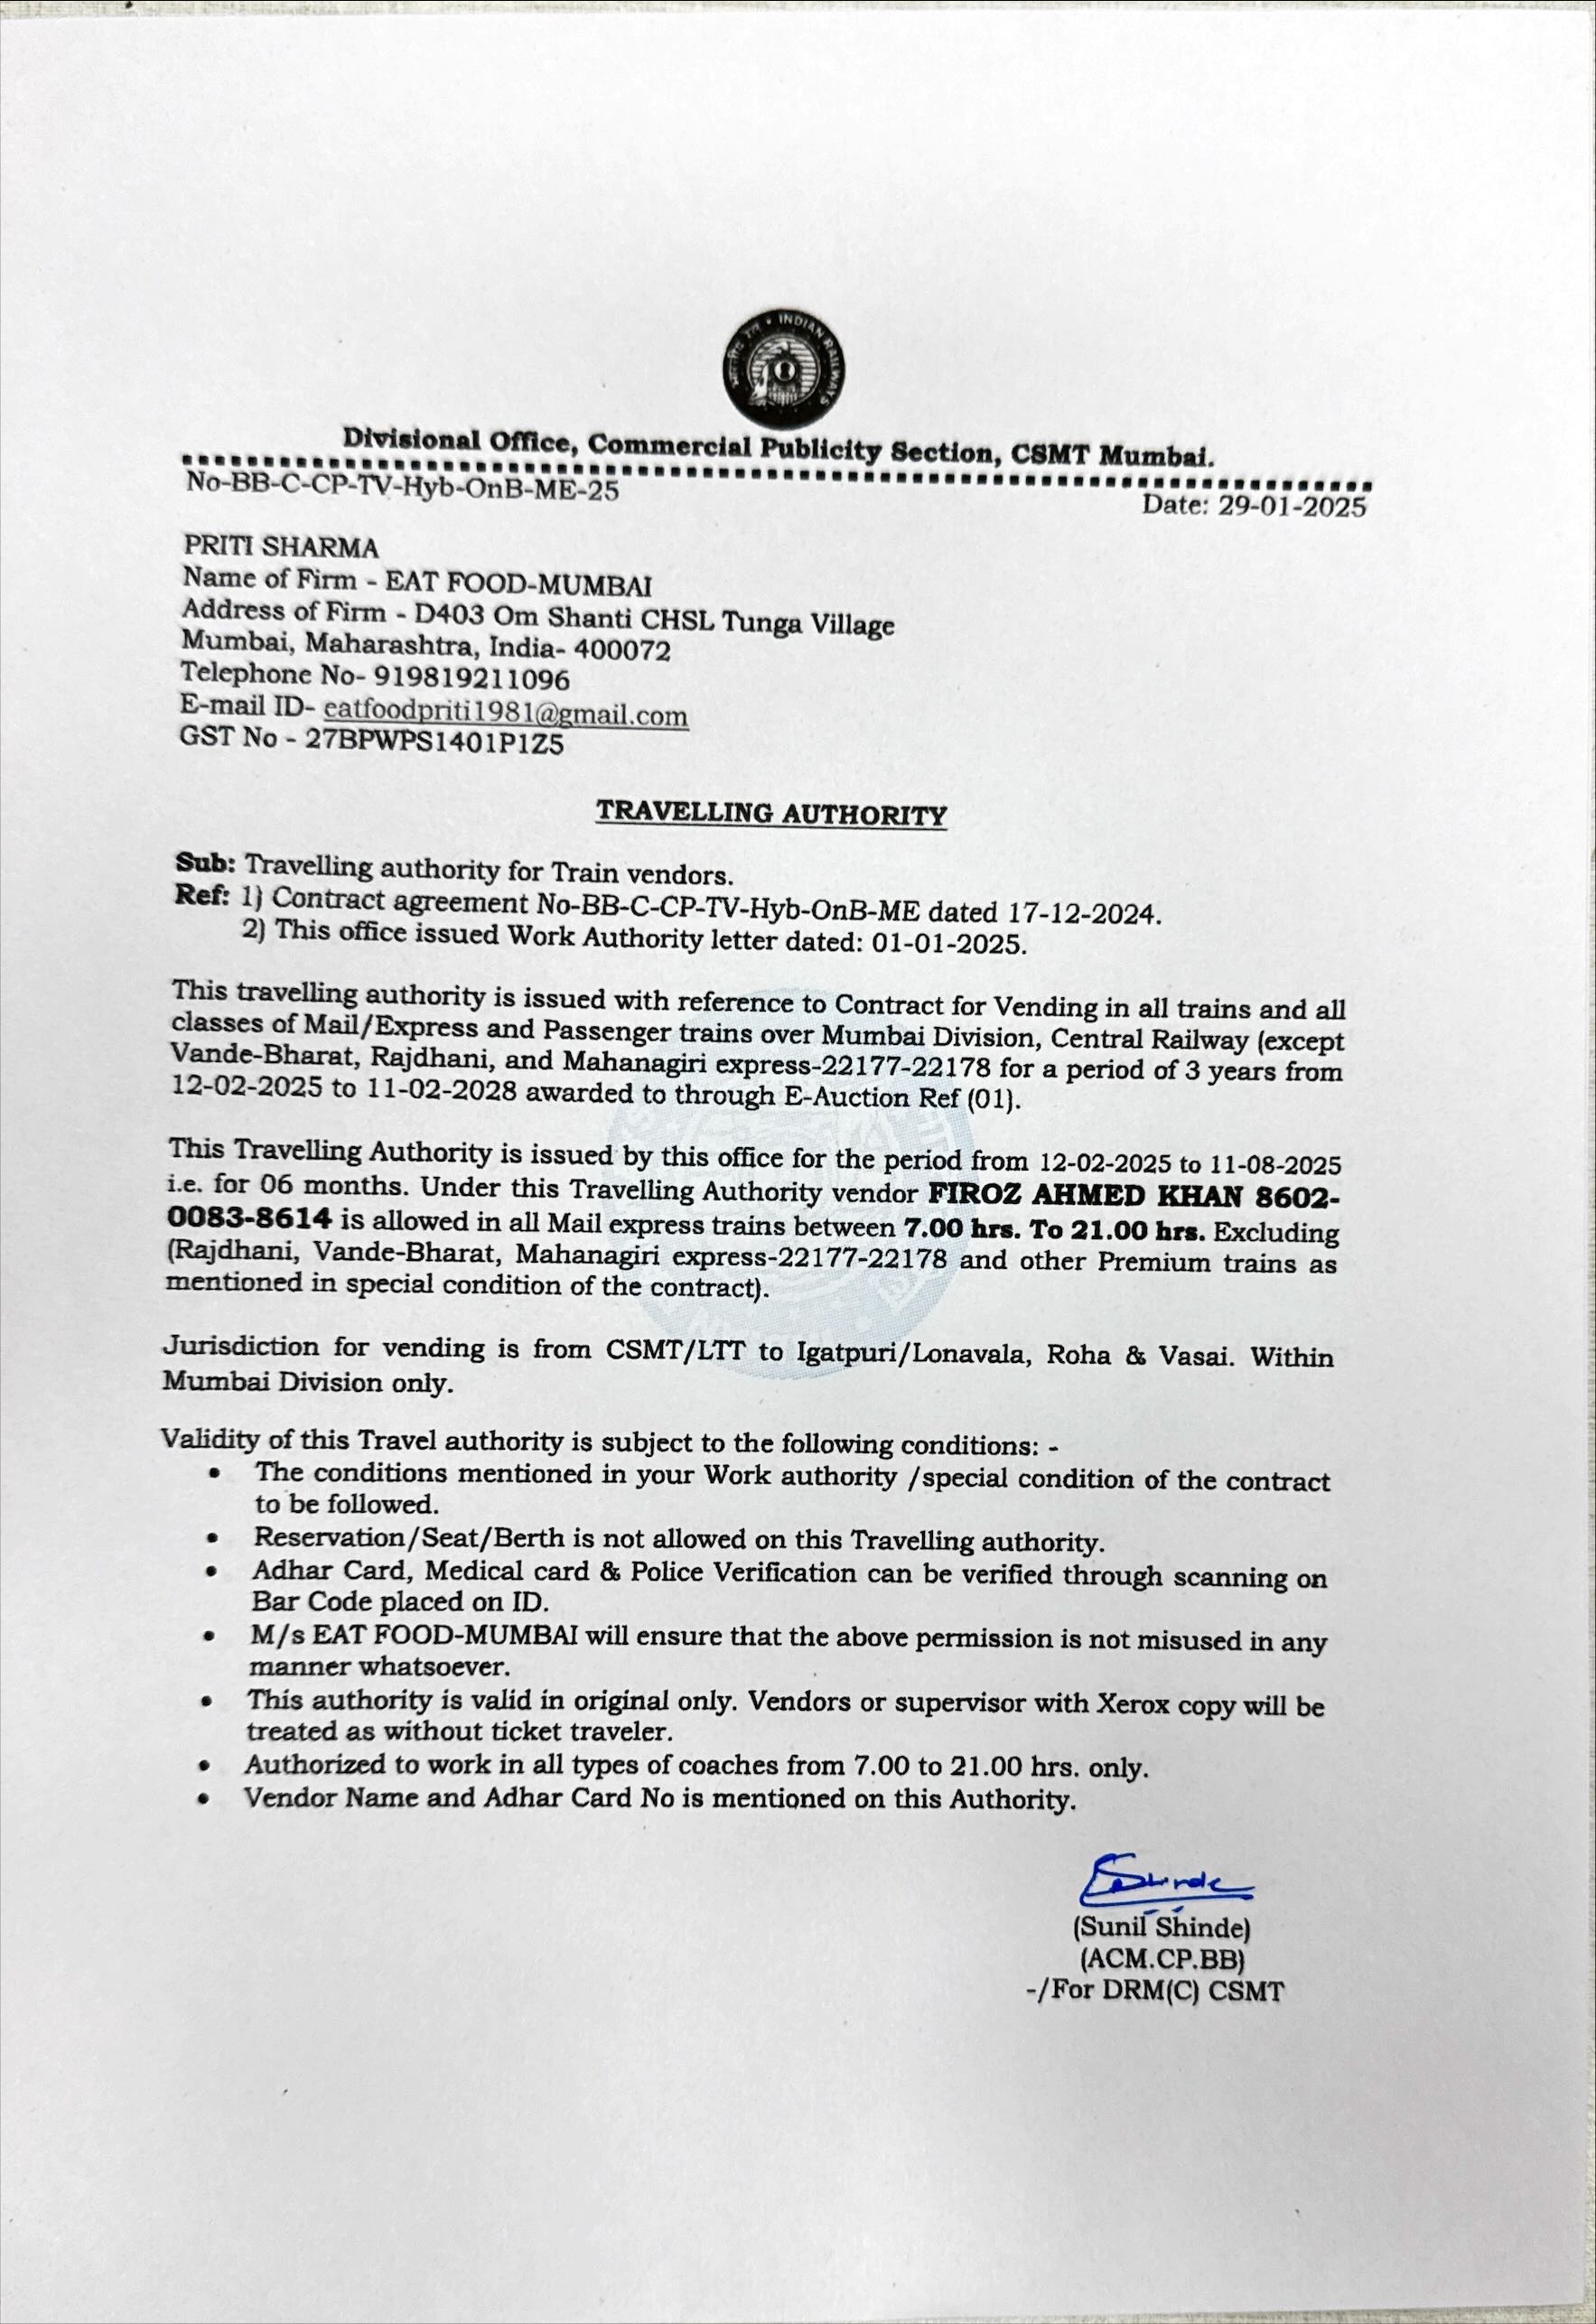 भारतीय रेल • INDIAN RAILWAYS
Divisional Office, Commercial Publicity Section, CSMT Mumbai.
No-BB-C-CP-TV-Hyb-OnB-ME-25
Date: 29-01-2025
PRITI SHARMA
Name of Firm - EAT FOOD-MUMBAI
Address of Firm - D403 Om Shanti CHSL Tunga Village
Mumbai, Maharashtra, India- 400072
Telephone No- 919819211096
E-mail ID- eatfoodpriti1981@gmail.com
GST No - 27BPWPS1401P1Z5
TRAVELLING AUTHORITY
Sub: Travelling authority for Train vendors.
Ref: 1) Contract agreement No-BB-C-CP-TV-Hyb-OnB-ME dated 17-12-2024.
2) This office issued Work Authority letter dated: 01-01-2025.
This travelling authority is issued with reference to Contract for Vending in all trains and all
classes of Mail/Express and Passenger trains over Mumbai Division, Central Railway (except
Vande-Bharat, Rajdhani, and Mahanagiri express-22177-22178 for a period of 3 years from
12-02-2025 to 11-02-2028 awarded to through E-Auction Ref (01).
This Travelling Authority is issued by this office for the period from 12-02-2025 to 11-08-2025
i.e. for 06 months. Under this Travelling Authority vendor FIROZ AHMED KHAN 8602-
0083-8614 is allowed in all Mail express trains between 7.00 hrs. To 21.00 hrs. Excluding
(Rajdhani, Vande-Bharat, Mahanagiri express-22177-22178 and other Premium trains as
mentioned in special condition of the contract).
Jurisdiction for vending is from CSMT/LTT to Igatpuri/Lonavala, Roha & Vasai. Within
Mumbai Division only.
Validity of this Travel authority is subject to the following conditions: -
• The conditions mentioned in your Work authority /special condition of the contract
to be followed.
• Reservation/Seat/Berth is not allowed on this Travelling authority.
• Adhar Card, Medical card & Police Verification can be verified through scanning on
Bar Code placed on ID.
• M/s EAT FOOD-MUMBAI will ensure that the above permission is not misused in any
manner whatsoever.
• This authority is valid in original only. Vendors or supervisor with Xerox copy will be
treated as without ticket traveler.
• Authorized to work in all types of coaches from 7.00 to 21.00 hrs. only.
• Vendor Name and Adhar Card No is mentioned on this Authority.
Shinde
(Sunil Shinde)
(ACM.CP.BB)
-/For DRM(C) CSMT